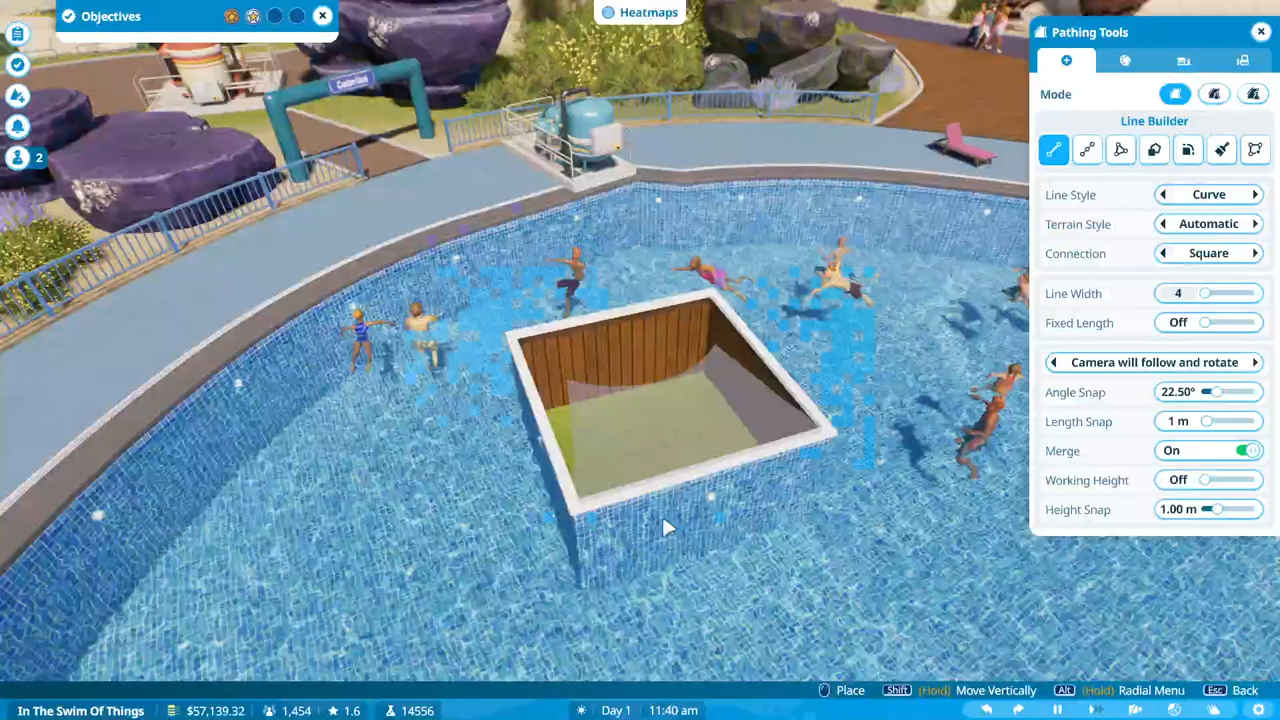 Objectives
Heatmaps
Pathing Tools
Mode
Line Builder
Line Style Curve
Terrain Style Automatic
Connection Square
Line Width 4
Fixed Length Off
Camera will follow and rotate
Angle Snap 22.50°
Length Snap 1 m
Merge On
Working Height Off
Height Snap 1.00 m
2
Place Shift (Hold) Move Vertically Alt (Hold) Radial Menu Esc Back
In The Swim Of Things $57,139.32 1,454 1.6 14556 Day 1 11:40 am